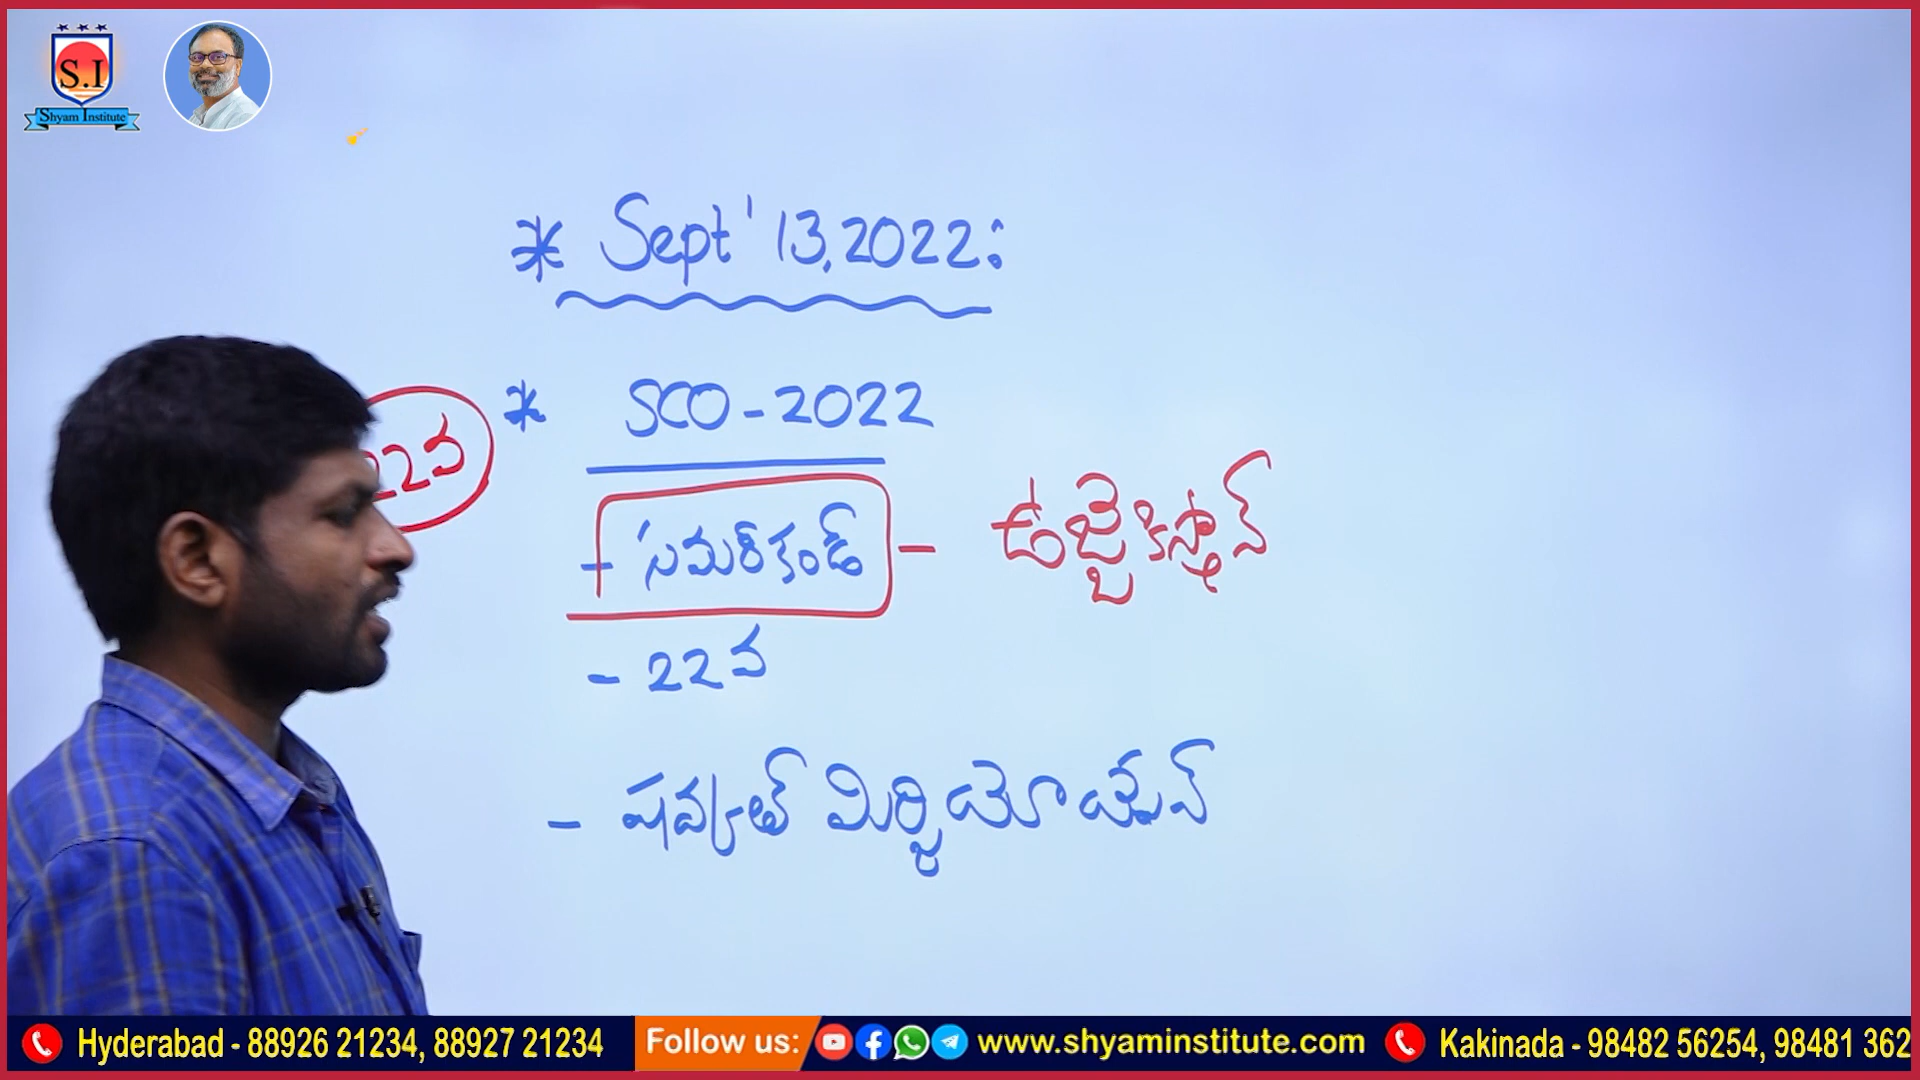 S.I
Shyam Institute
* Sept' 13, 2022:
* SCO - 2022
22వ
- సమర్‌కండ్ - ఉజ్బెకిస్తాన్
- 22వ
- షవ్కత్ మిర్జియోయేవ్
Hyderabad - 88926 21234, 88927 21234 Follow us: www.shyaminstitute.com Kakinada - 98482 56254, 98481 362